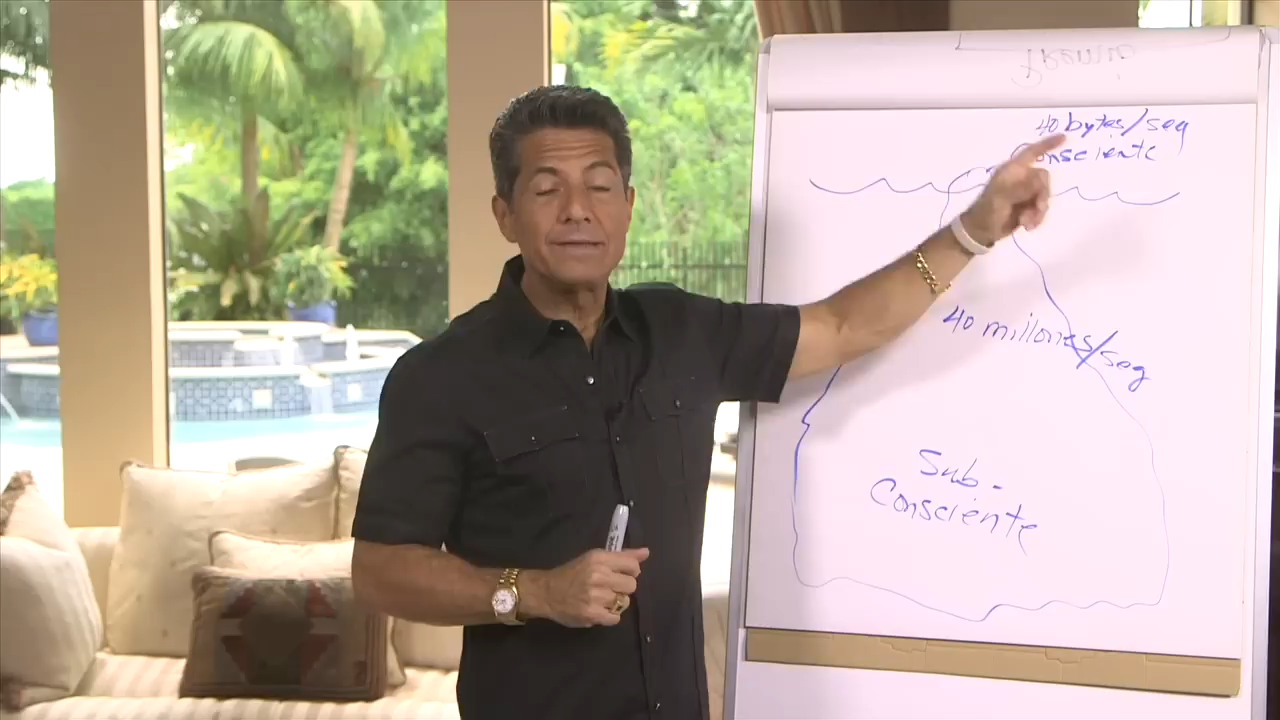 40 bytes/seg
Consciente
40 millones/seg
Sub-
Consciente